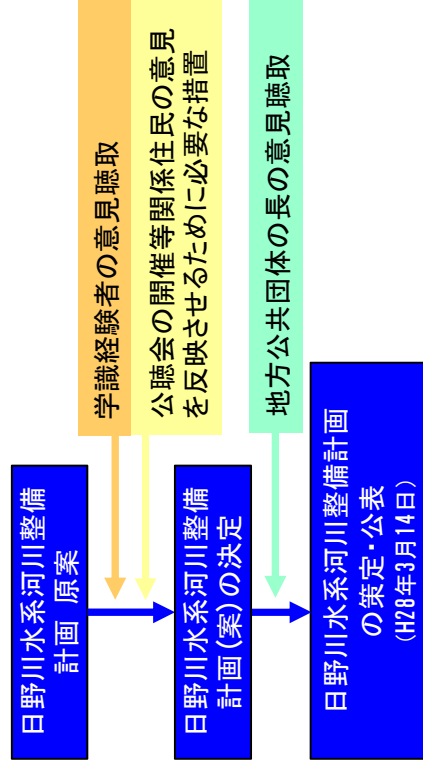 日野川水系河川整備
計画 原案
学識経験者の意見聴取
公聴会の開催等関係住民の意見
を反映させるために必要な措置
日野川水系河川整備
計画(案)の決定
地方公共団体の長の意見聴取
日野川水系河川整備計画
の策定・公表
(H28年3月14日)